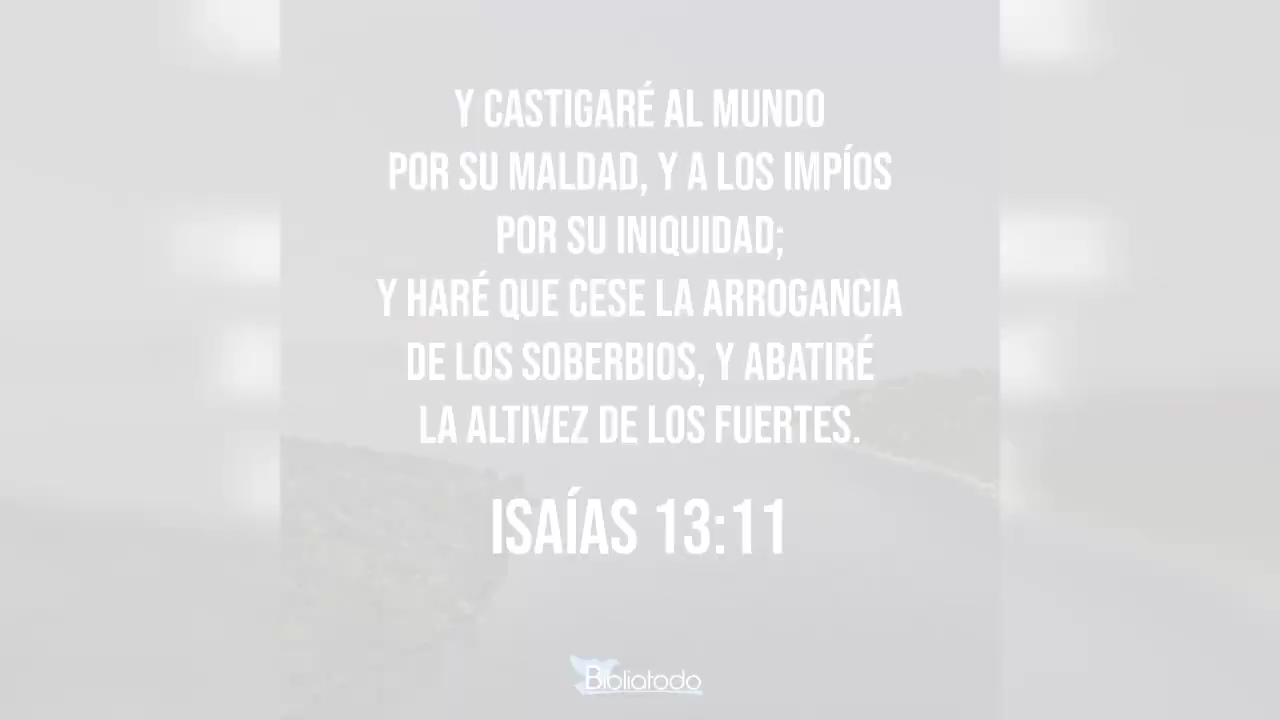 Y CASTIGARÉ AL MUNDO
POR SU MALDAD, Y A LOS IMPÍOS
POR SU INIQUIDAD;
Y HARÉ QUE CESE LA ARROGANCIA
DE LOS SOBERBIOS, Y ABATIRÉ
LA ALTIVEZ DE LOS FUERTES.
ISAÍAS 13:11
Bibliatodo